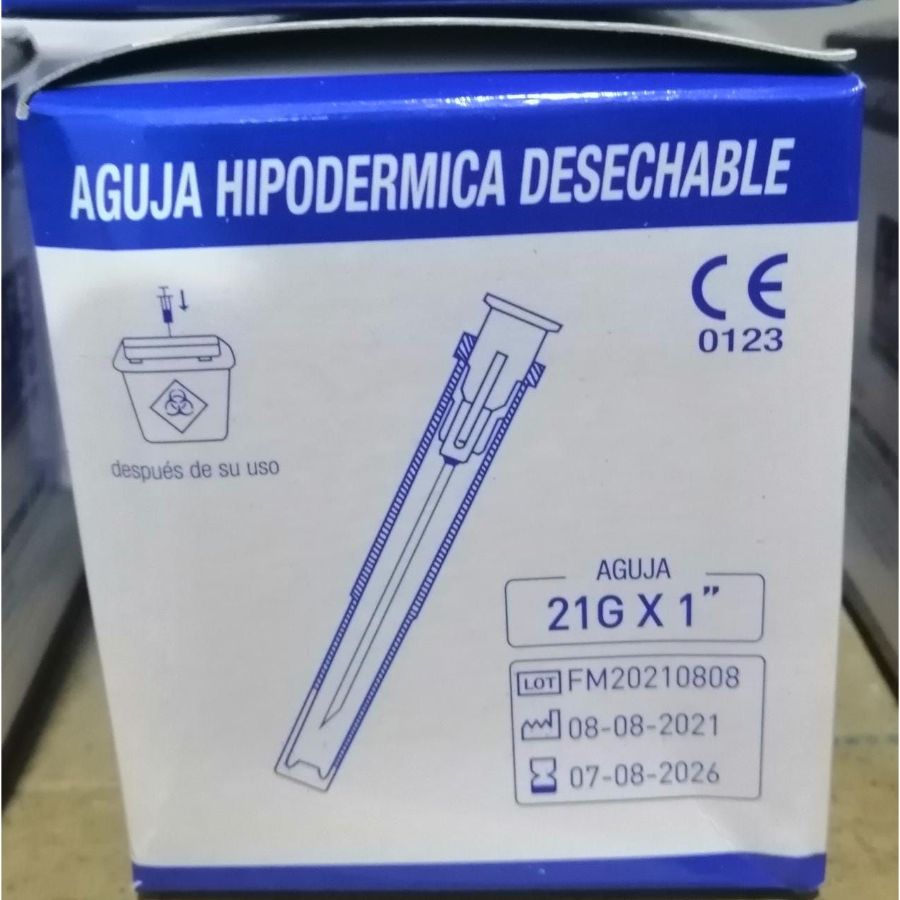 AGUJA HIPODERMICA DESECHABLE
CE
0123
después de su uso
AGUJA
21G X 1”
LOT FM20210808
08-08-2021
07-08-2026